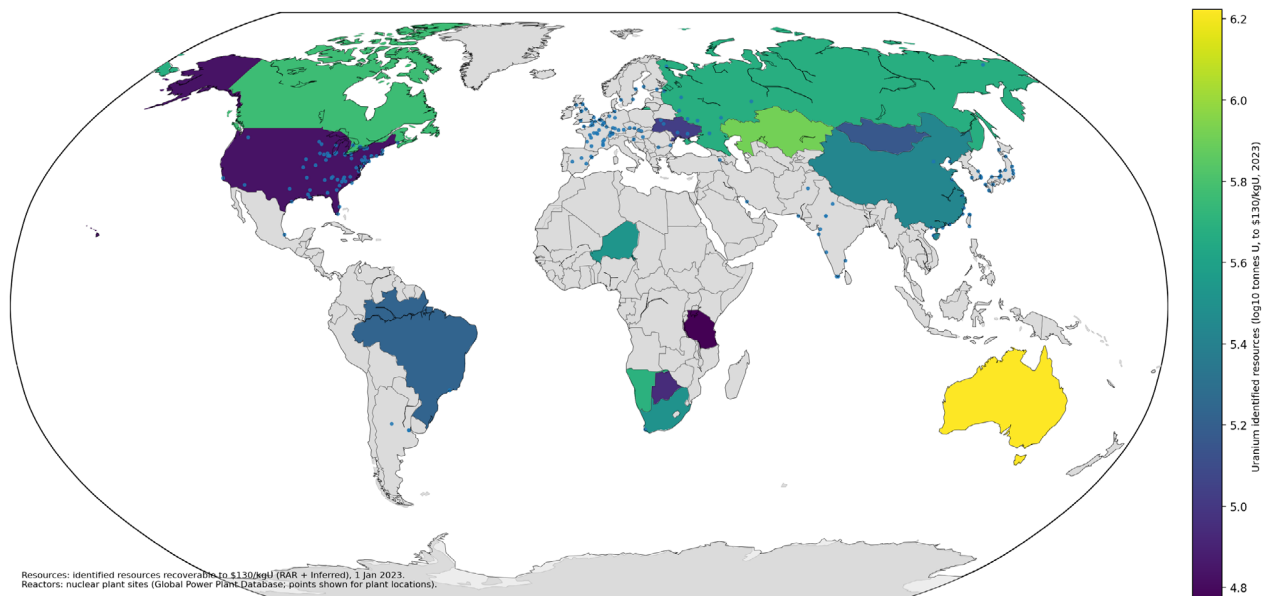 6.2
6.0
5.8
5.6
5.4
5.2
5.0
4.8
Uranium identified resources (log10 tonnes U, to $130/kgU, 2023)
Resources: identified resources recoverable to $130/kgU (RAR + Inferred), 1 Jan 2023.
Reactors: nuclear plant sites (Global Power Plant Database; points shown for plant locations).